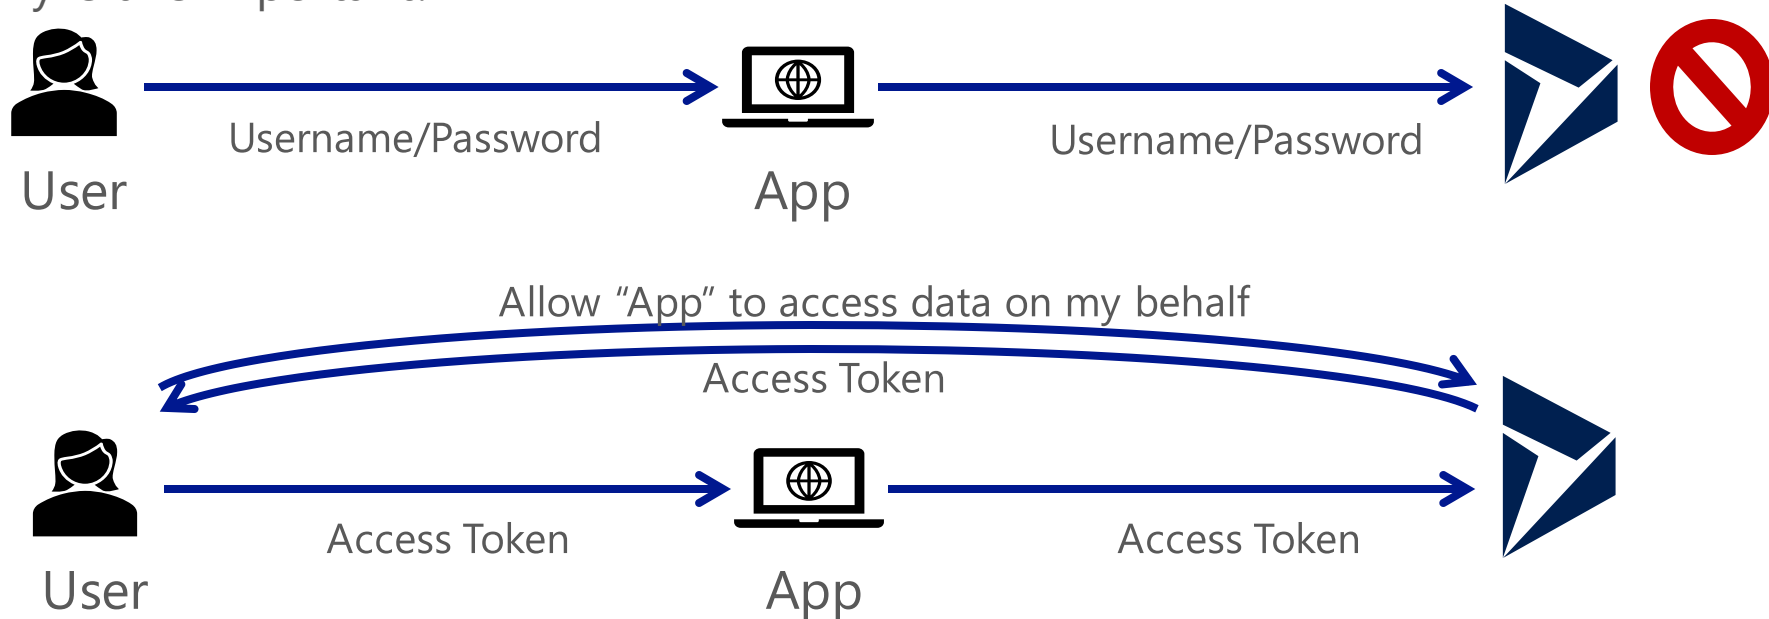 Username/Password
Username/Password
User
App
Allow “App” to access data on my behalf
Access Token
Access Token
Access Token
User
App